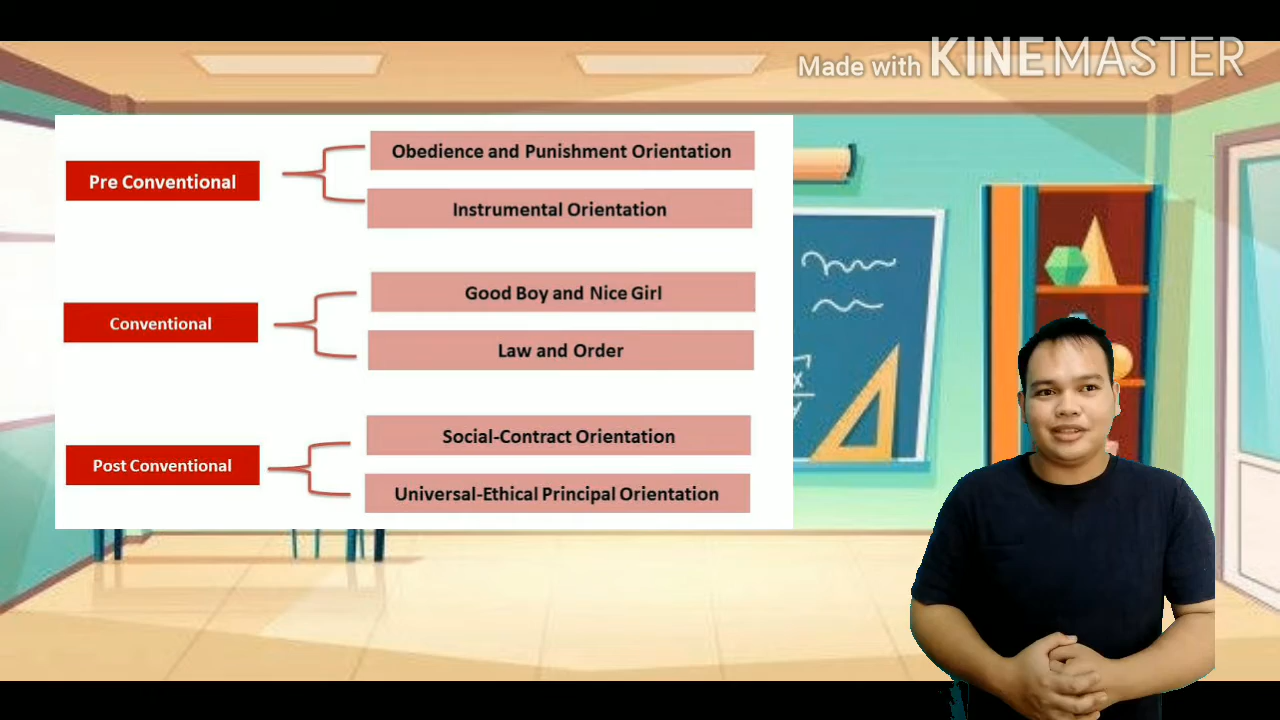 Made with KINEMASTER
Pre Conventional
Obedience and Punishment Orientation
Instrumental Orientation
Conventional
Good Boy and Nice Girl
Law and Order
Post Conventional
Social-Contract Orientation
Universal-Ethical Principal Orientation